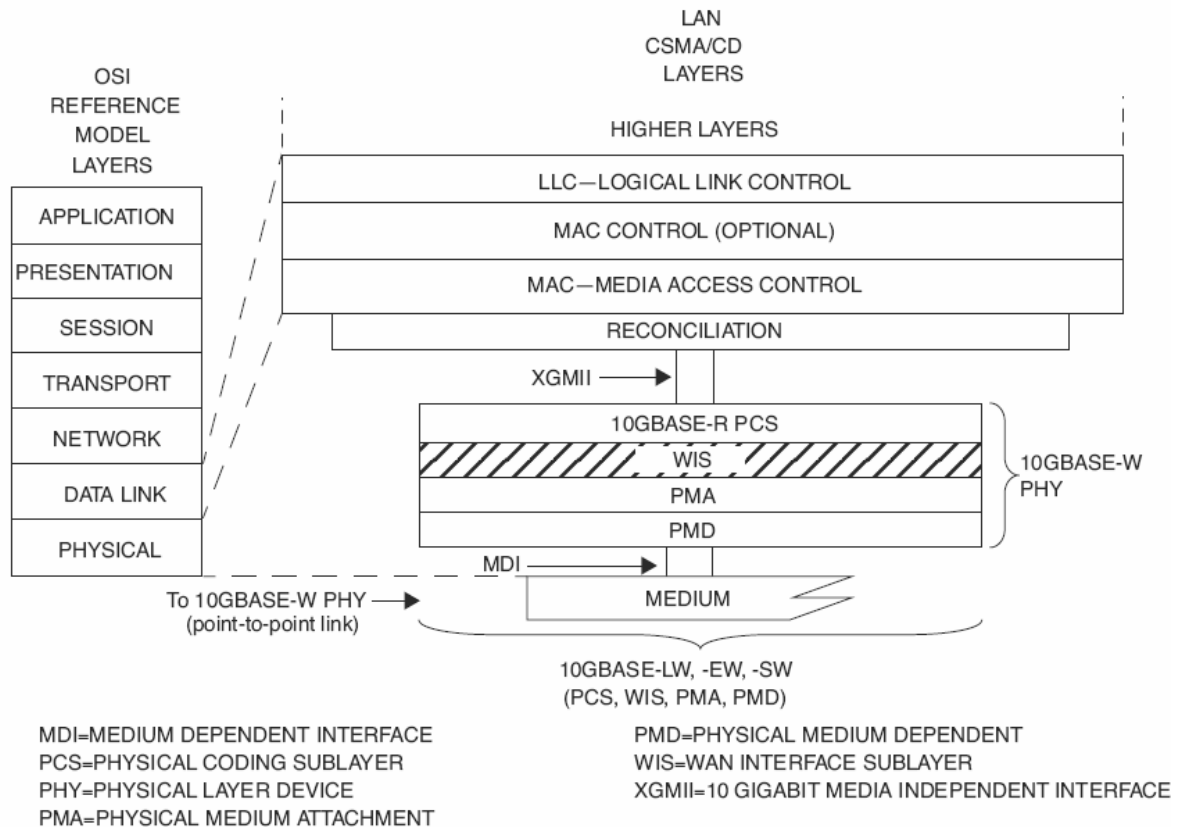 LAN
CSMA/CD
LAYERS
OSI
REFERENCE
MODEL
LAYERS
HIGHER LAYERS
LLC—LOGICAL LINK CONTROL
MAC CONTROL (OPTIONAL)
MAC—MEDIA ACCESS CONTROL
RECONCILIATION
APPLICATION
PRESENTATION
SESSION
TRANSPORT
NETWORK
DATA LINK
PHYSICAL
XGMII
10GBASE-R PCS
WIS
PMA
PMD
10GBASE-W
PHY
MDI
MEDIUM
To 10GBASE-W PHY
(point-to-point link)
10GBASE-LW, -EW, -SW
(PCS, WIS, PMA, PMD)
MDI=MEDIUM DEPENDENT INTERFACE
PCS=PHYSICAL CODING SUBLAYER
PHY=PHYSICAL LAYER DEVICE
PMA=PHYSICAL MEDIUM ATTACHMENT
PMD=PHYSICAL MEDIUM DEPENDENT
WIS=WAN INTERFACE SUBLAYER
XGMII=10 GIGABIT MEDIA INDEPENDENT INTERFACE